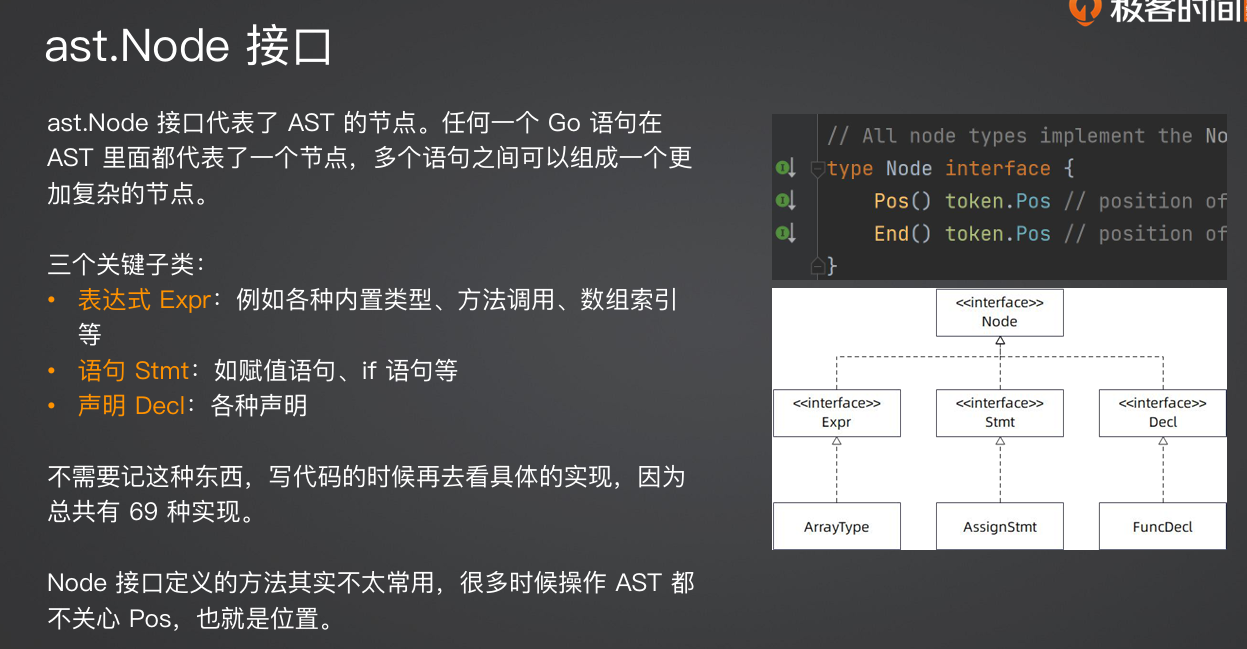 极客时间
ast.Node 接口
ast.Node 接口代表了 AST 的节点。任何一个 Go 语句在
AST 里面都代表了一个节点，多个语句之间可以组成一个更
加复杂的节点。
三个关键子类：
• 表达式 Expr：例如各种内置类型、方法调用、数组索引
等
• 语句 Stmt：如赋值语句、if 语句等
• 声明 Decl：各种声明
不需要记这种东西，写代码的时候再去看具体的实现，因为
总共有 69 种实现。
Node 接口定义的方法其实不太常用，很多时候操作 AST 都
不关心 Pos，也就是位置。
// All node types implement the No
type Node interface {
Pos() token.Pos // position of
End() token.Pos // position of
}
<<interface>>
Node
<<interface>>
Expr
<<interface>>
Stmt
<<interface>>
Decl
ArrayType
AssignStmt
FuncDecl